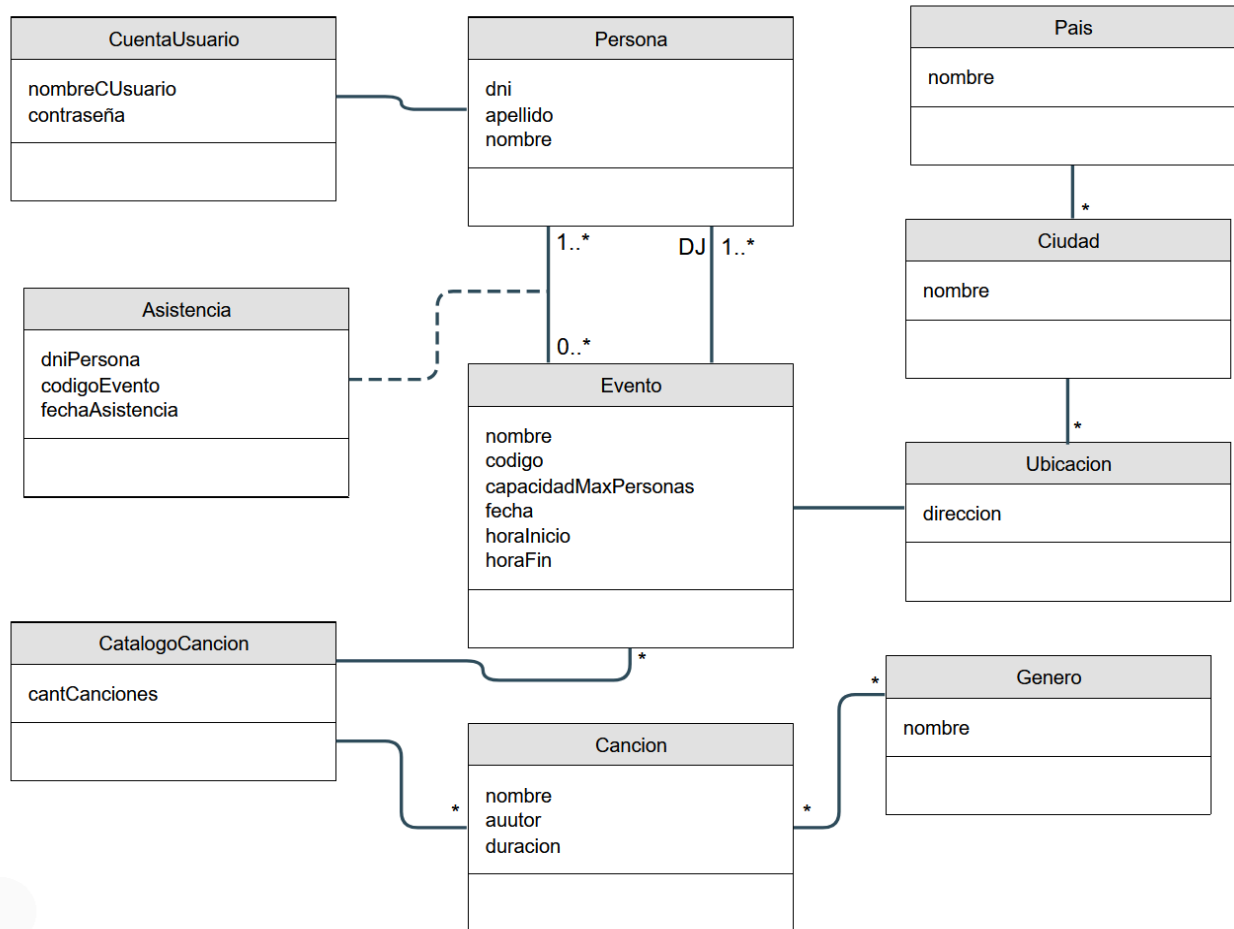 CuentaUsuario
nombreCUsuario
contraseña
Persona
dni
apellido
nombre
Pais
nombre
*
Ciudad
nombre
*
1..*
DJ 1..*
Asistencia
dniPersona
codigoEvento
fechaAsistencia
0..*
Evento
nombre
codigo
capacidadMaxPersonas
fecha
horaInicio
horaFin
*
Ubicacion
direccion
CatalogoCancion
cantCanciones
*
Cancion
nombre
auutor
duracion
*
*
Genero
nombre